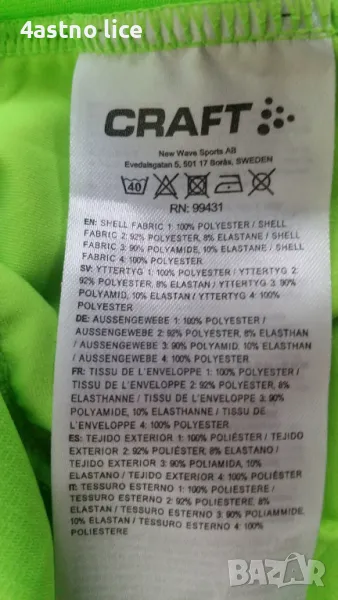 4astno lice
CRAFT
New Wave Sports AB
Evedalsgatan 5, 501 17 Borås, SWEDEN
40
RN: 99431
EN: SHELL FABRIC 1: 100% POLYESTER / SHELL
FABRIC 2: 92% POLYESTER, 8% ELASTANE / SHELL
FABRIC 3: 90% POLYAMIDE, 10% ELASTANE / SHELL
FABRIC 4: 100% POLYESTER
SV: YTTERTYG 1: 100% POLYESTER / YTTERTYG 2:
92% POLYESTER, 8% ELASTAN / YTTERTYG 3: 90%
POLYAMID, 10% ELASTAN / YTTERTYG 4: 100%
POLYESTER
DE: AUSSENGEWEBE 1: 100% POLYESTER /
AUSSENGEWEBE 2: 92% POLYESTER, 8% ELASTHAN
/ AUSSENGEWEBE 3: 90% POLYAMID, 10% ELASTHAN
/ AUSSENGEWEBE 4: 100% POLYESTER
FR: TISSU DE L'ENVELOPPE 1: 100% POLYESTER
/ TISSU DE L'ENVELOPPE 2: 92% POLYESTER, 8%
ELASTHANNE / TISSU DE L'ENVELOPPE 3: 90%
POLYAMIDE, 10% ELASTHANNE / TISSU DE
L'ENVELOPPE 4: 100% POLYESTER
ES: TEJIDO EXTERIOR 1: 100% POLIÉSTER / TEJIDO
EXTERIOR 2: 92% POLIÉSTER, 8% ELASTANO /
TEJIDO EXTERIOR 3: 90% POLIAMIDA, 10%
ELASTANO / TEJIDO EXTERIOR 4: 100% POLIÉSTER
IT: TESSURO ESTERNO 1: 100% POLIESTERE /
TESSURO ESTERNO 2: 92% POLIESTERE, 8%
ELASTAN / TESSURO ESTERNO 3: 90% POLIAMMIDE,
10% ELASTAN / TESSURO ESTERNO 4: 100%
POLIESTERE
BAZAR